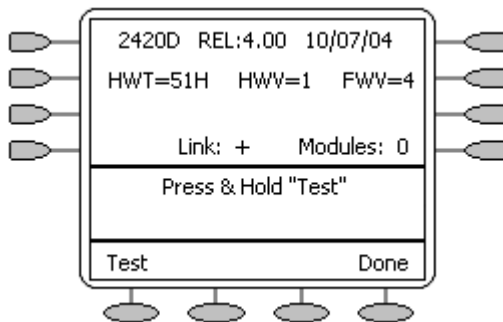 2420D REL:4.00 10/07/04
HWT=51H HWV=1 FWV=4
Link: + Modules: 0
Press & Hold "Test"
Test Done